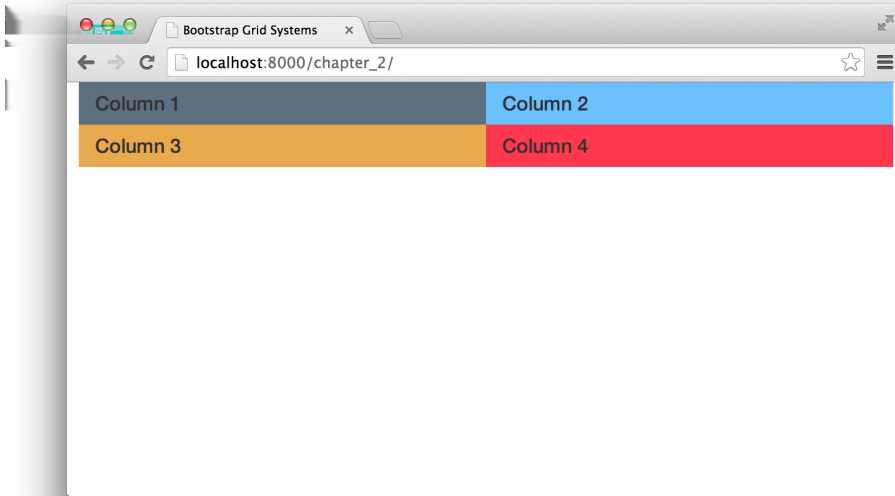 Bootstrap Grid Systems
localhost:8000/chapter_2/
Column 1 Column 2
Column 3 Column 4